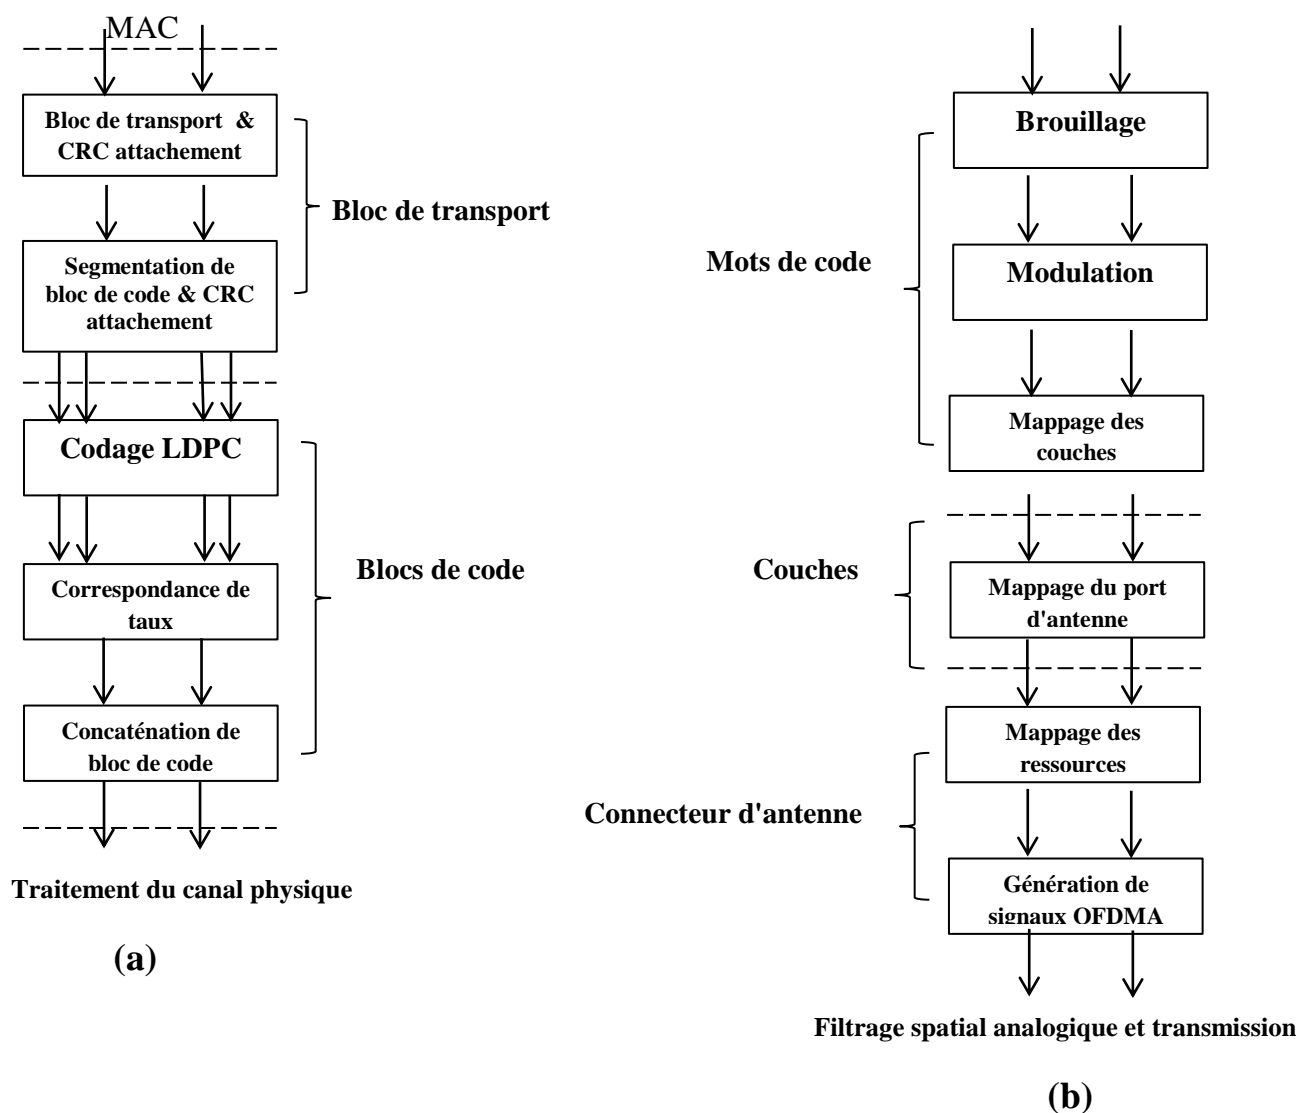 MAC
Bloc de transport &
CRC attachement
Bloc de transport
Segmentation de
bloc de code & CRC
attachement
Codage LDPC
Blocs de code
Correspondance de
taux
Concaténation de
bloc de code
Traitement du canal physique
(a)
Brouillage
Mots de code
Modulation
Mappage des
couches
Couches
Mappage du port
d'antenne
Mappage des
ressources
Connecteur d'antenne
Génération de
signaux OFDMA
Filtrage spatial analogique et transmission
(b)